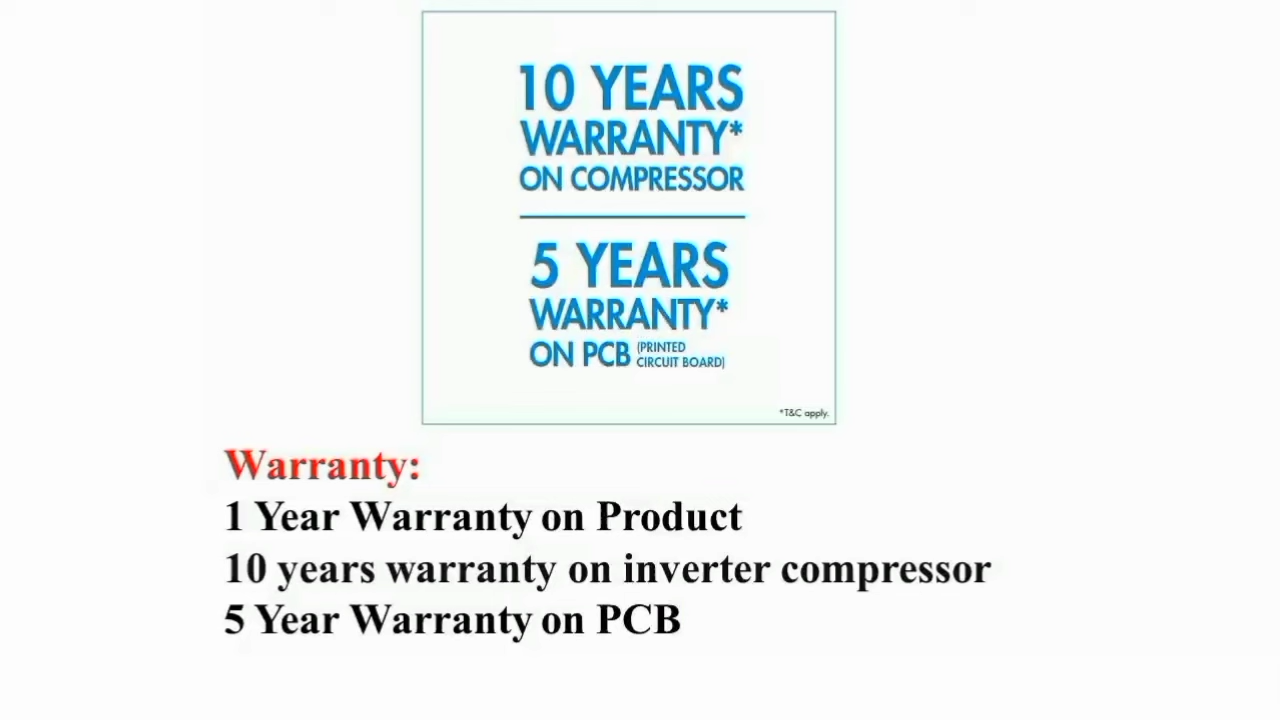 10 YEARS
WARRANTY*
ON COMPRESSOR
5 YEARS
WARRANTY*
ON PCB (PRINTED
CIRCUIT BOARD)
*T&C apply.
Warranty:
1 Year Warranty on Product
10 years warranty on inverter compressor
5 Year Warranty on PCB